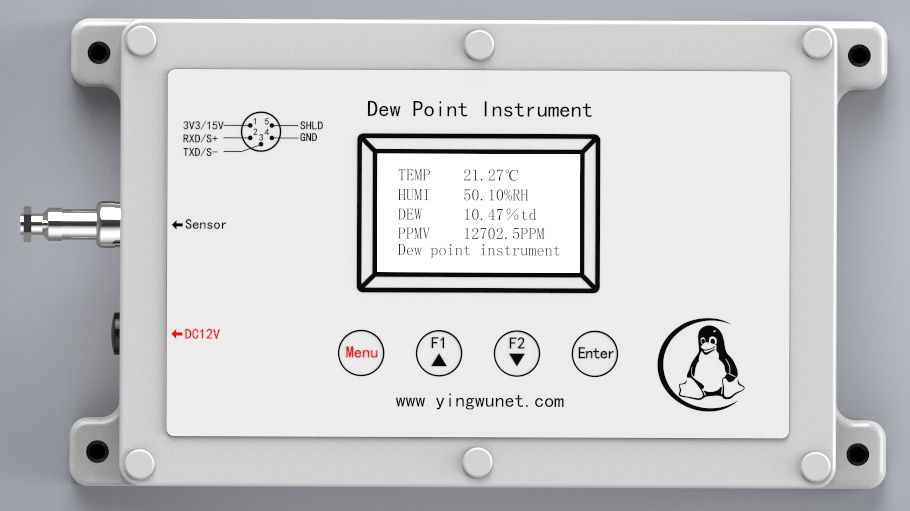 Dew Point Instrument
3V3/15V 1 5 SHLD
RXD/S+ 2 4 GND
TXD/S- 3
TEMP 21.27℃
HUMI 50.10%RH
DEW 10.47%td
PPMV 12702.5PPM
Dew point instrument
←Sensor
←DC12V
Menu
F1
F2
Enter
www yingwunet.com